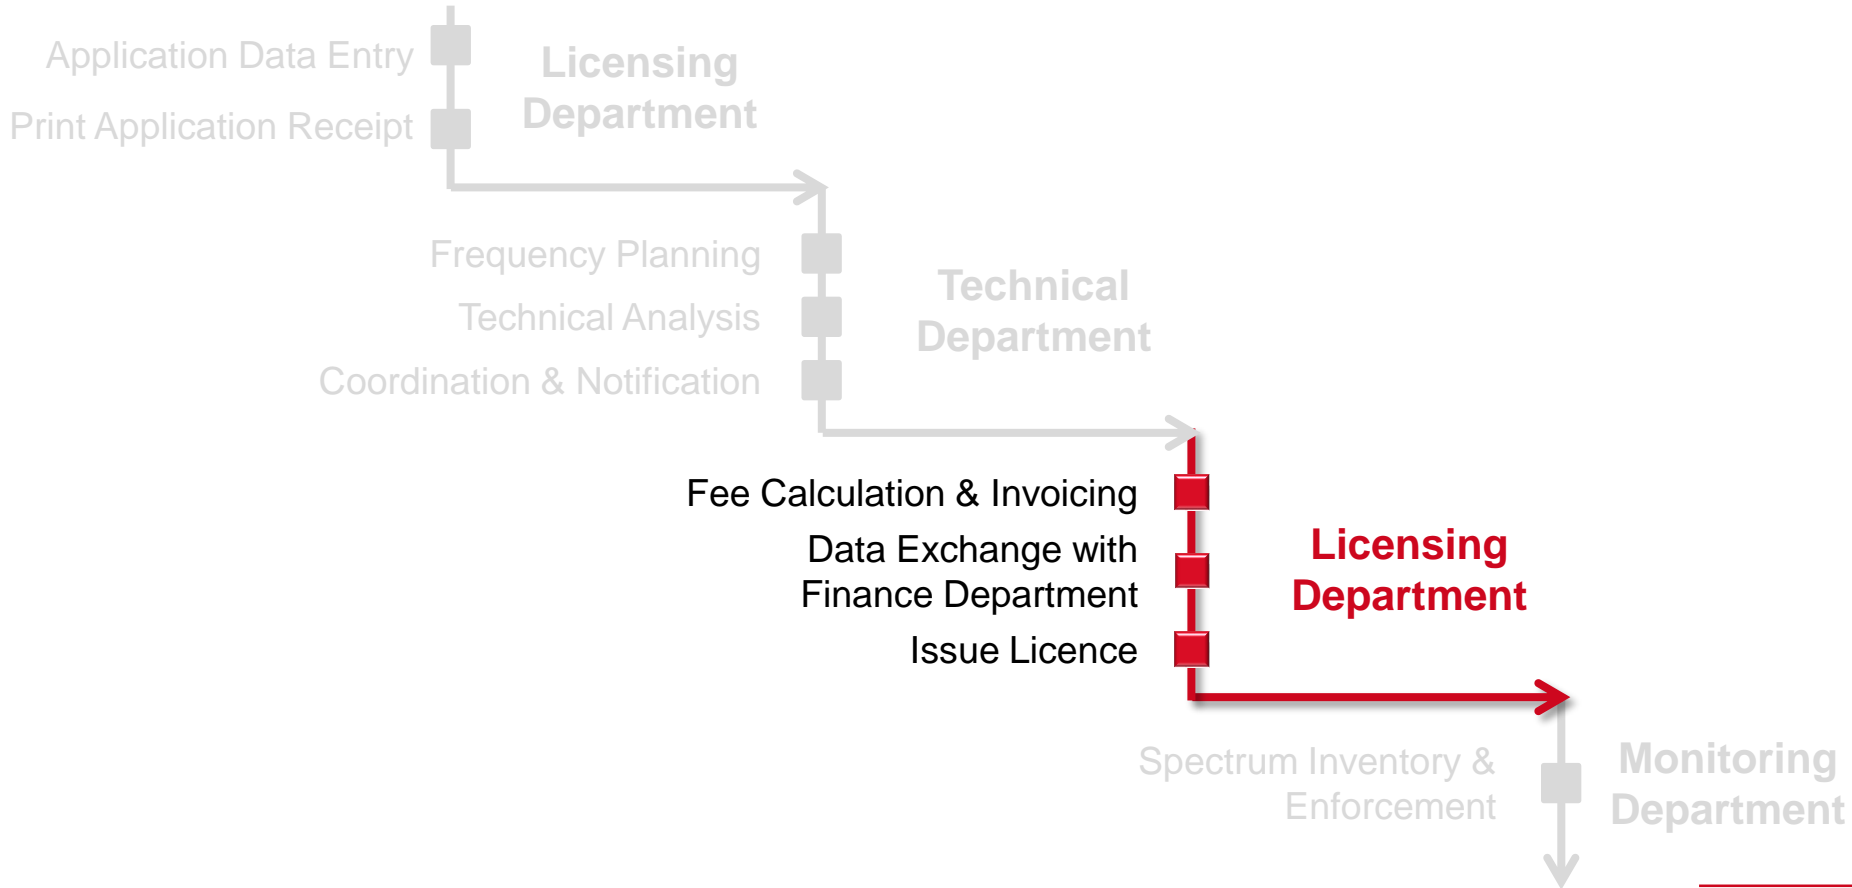 Application Data Entry
Licensing
Department
Print Application Receipt
Frequency Planning
Technical
Department
Technical Analysis
Coordination & Notification
Fee Calculation & Invoicing
Data Exchange with
Finance Department
Licensing
Department
Issue Licence
Spectrum Inventory &
Enforcement
Monitoring
Department